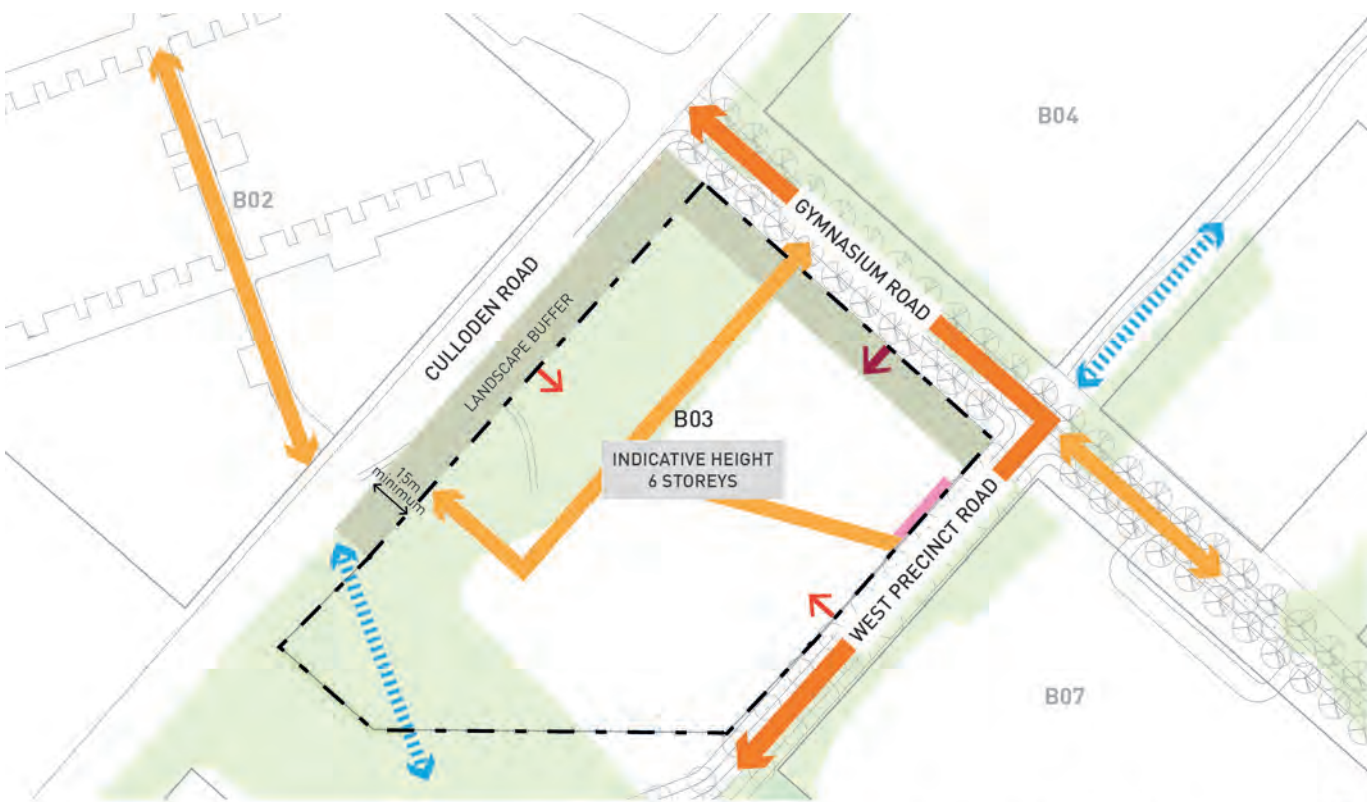 B04
B02
GYMNASIUM ROAD
CULLODEN ROAD
LANDSCAPE BUFFER
B03
INDICATIVE HEIGHT
6 STOREYS
15m
minimum
WEST PRECINCT ROAD
B07